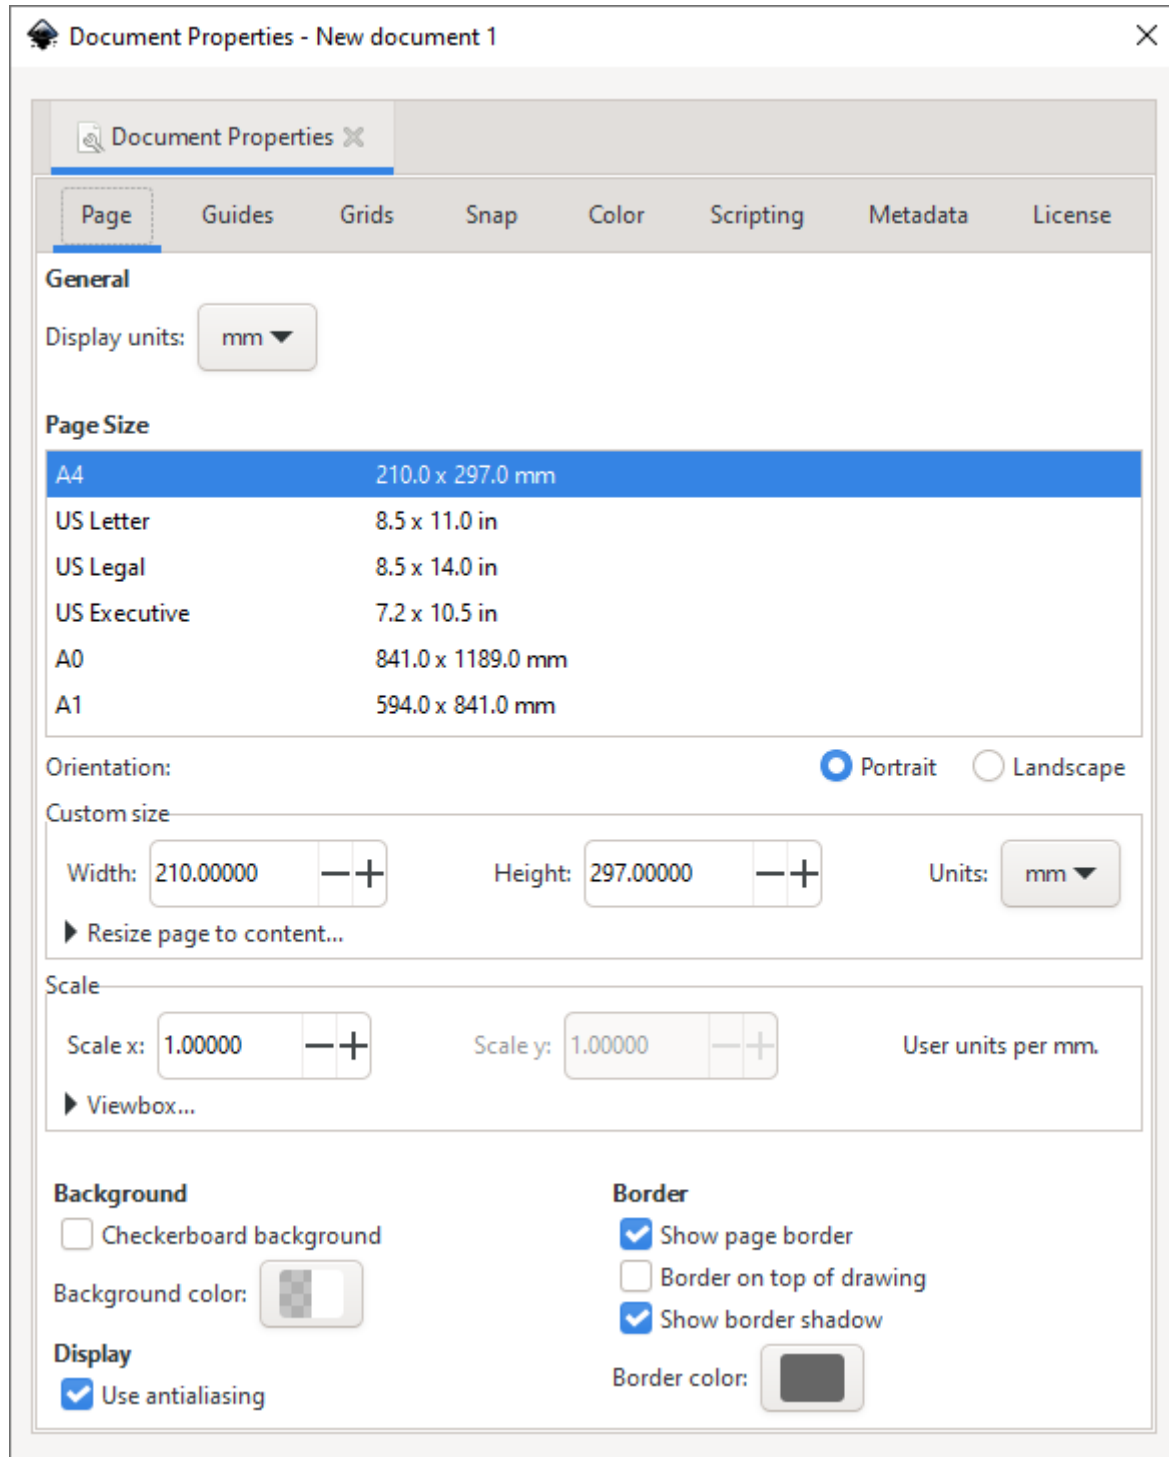 Document Properties - New document 1
Document Properties
Page Guides Grids Snap Color Scripting Metadata License
General
Display units: mm
Page Size
A4 210.0 x 297.0 mm
US Letter 8.5 x 11.0 in
US Legal 8.5 x 14.0 in
US Executive 7.2 x 10.5 in
A0 841.0 x 1189.0 mm
A1 594.0 x 841.0 mm
Orientation: Portrait Landscape
Custom size
Width: 210.00000 Height: 297.00000 Units: mm
Resize page to content...
Scale
Scale x: 1.00000 Scale y: 1.00000 User units per mm.
Viewbox...
Background
Checkerboard background
Background color:
Display
Use antialiasing
Border
Show page border
Border on top of drawing
Show border shadow
Border color: